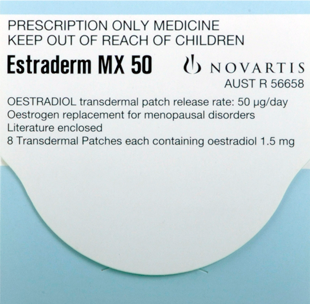 PRESCRIPTION ONLY MEDICINE
KEEP OUT OF REACH OF CHILDREN
Estraderm MX 50
NOVARTIS
AUST R 56658
OESTRADIOL transdermal patch release rate: 50 µg/day
Oestrogen replacement for menopausal disorders
Literature enclosed
8 Transdermal Patches each containing oestradiol 1.5 mg